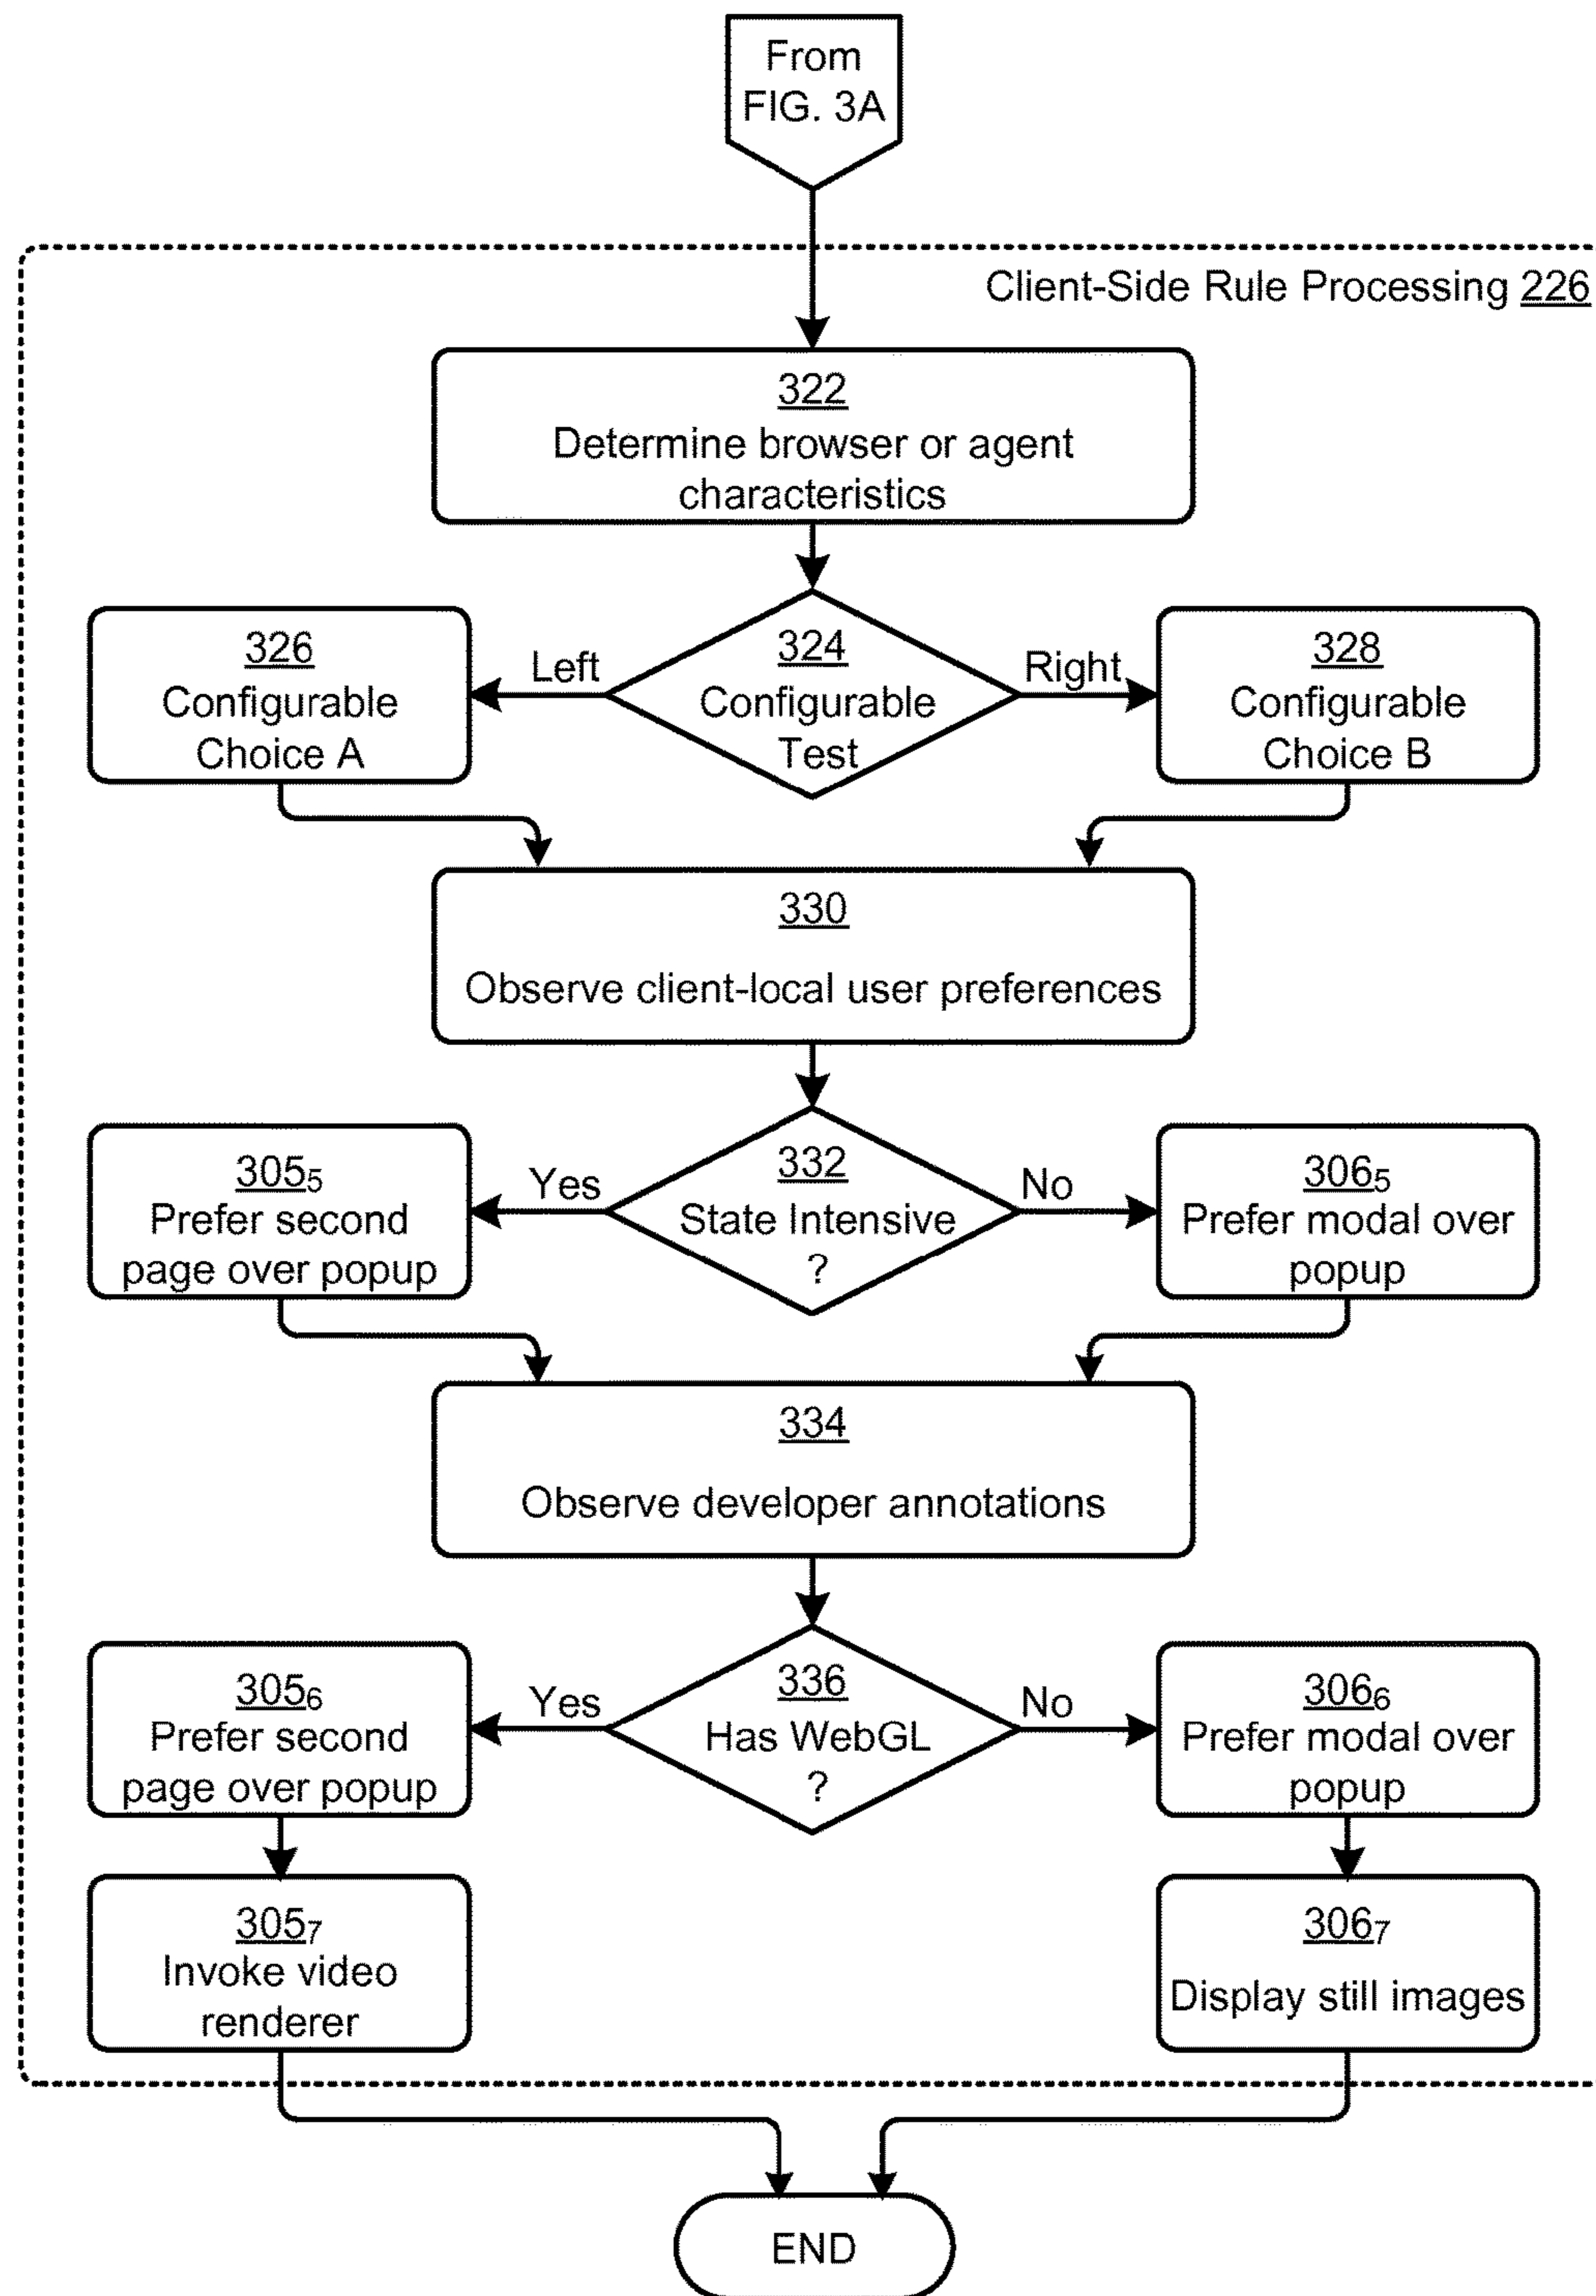 From
FIG. 3A
Client-Side Rule Processing 226
322
Determine browser or agent
characteristics
326
Configurable
Choice A
Left
324
Configurable
Test
Right
328
Configurable
Choice B
330
Observe client-local user preferences
305₅
Prefer second
page over popup
Yes
332
State Intensive
?
No
306₅
Prefer modal over
popup
334
Observe developer annotations
305₆
Prefer second
page over popup
Yes
336
Has WebGL
?
No
306₆
Prefer modal over
popup
305₇
Invoke video
renderer
306₇
Display still images
END